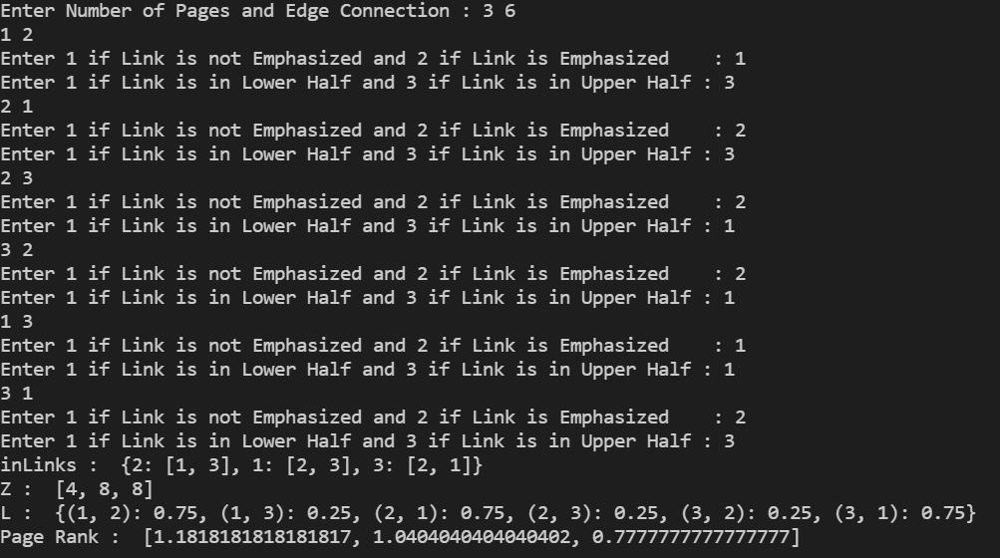 Enter Number of Pages and Edge Connection : 3 6
1 2
Enter 1 if Link is not Emphasized and 2 if Link is Emphasized    : 1
Enter 1 if Link is in Lower Half and 3 if Link is in Upper Half : 3
2 1
Enter 1 if Link is not Emphasized and 2 if Link is Emphasized    : 2
Enter 1 if Link is in Lower Half and 3 if Link is in Upper Half : 3
2 3
Enter 1 if Link is not Emphasized and 2 if Link is Emphasized    : 2
Enter 1 if Link is in Lower Half and 3 if Link is in Upper Half : 1
3 2
Enter 1 if Link is not Emphasized and 2 if Link is Emphasized    : 2
Enter 1 if Link is in Lower Half and 3 if Link is in Upper Half : 1
1 3
Enter 1 if Link is not Emphasized and 2 if Link is Emphasized    : 1
Enter 1 if Link is in Lower Half and 3 if Link is in Upper Half : 1
3 1
Enter 1 if Link is not Emphasized and 2 if Link is Emphasized    : 2
Enter 1 if Link is in Lower Half and 3 if Link is in Upper Half : 3
inLinks :  {2: [1, 3], 1: [2, 3], 3: [2, 1]}
Z :  [4, 8, 8]
L :  {(1, 2): 0.75, (1, 3): 0.25, (2, 1): 0.75, (2, 3): 0.25, (3, 2): 0.25, (3, 1): 0.75}
Page Rank :  [1.1818181818181817, 1.0404040404040402, 0.7777777777777777]